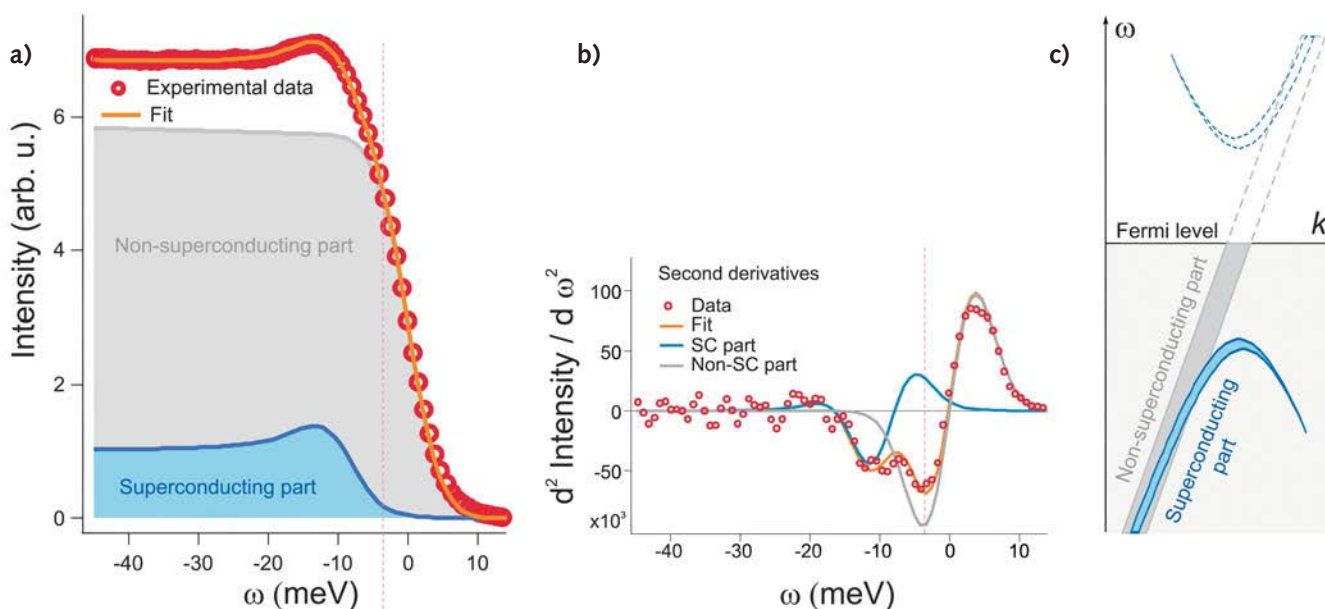 a)
Experimental data
Fit
Non-superconducting part
Superconducting part
Intensity (arb. u.)
6
4
2
0
-40
-30
-20
-10
0
10
ω (meV)
b)
Second derivatives
Data
Fit
SC part
Non-SC part
d² Intensity / d ω²
100
50
0
-50
x10³
-40
-30
-20
-10
0
10
ω (meV)
c)
ω
Fermi level
k
Non-superconducting part
Superconducting
part